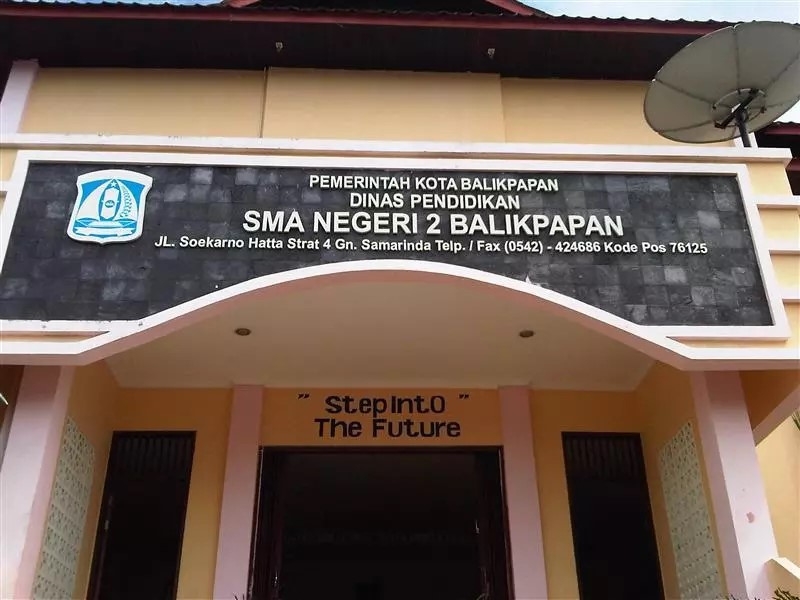 PEMERINTAH KOTA BALIKPAPAN
DINAS PENDIDIKAN
SMA NEGERI 2 BALIKPAPAN
JL. Soekarno Hatta Strat 4 Gn. Samarinda Telp. / Fax (0542) - 424686 Kode Pos 76125
" StepIntO "
The Future